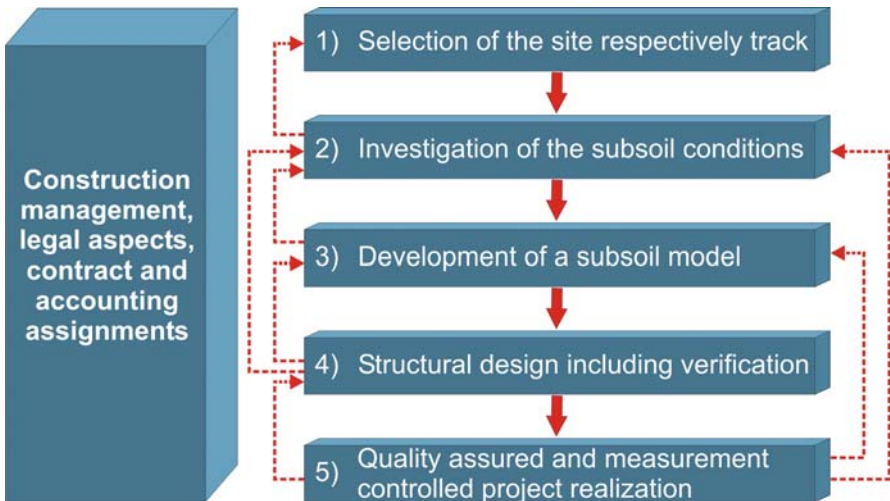 Construction
management,
legal aspects,
contract and
accounting
assignments
1) Selection of the site respectively track
2) Investigation of the subsoil conditions
3) Development of a subsoil model
4) Structural design including verification
5) Quality assured and measurement
controlled project realization